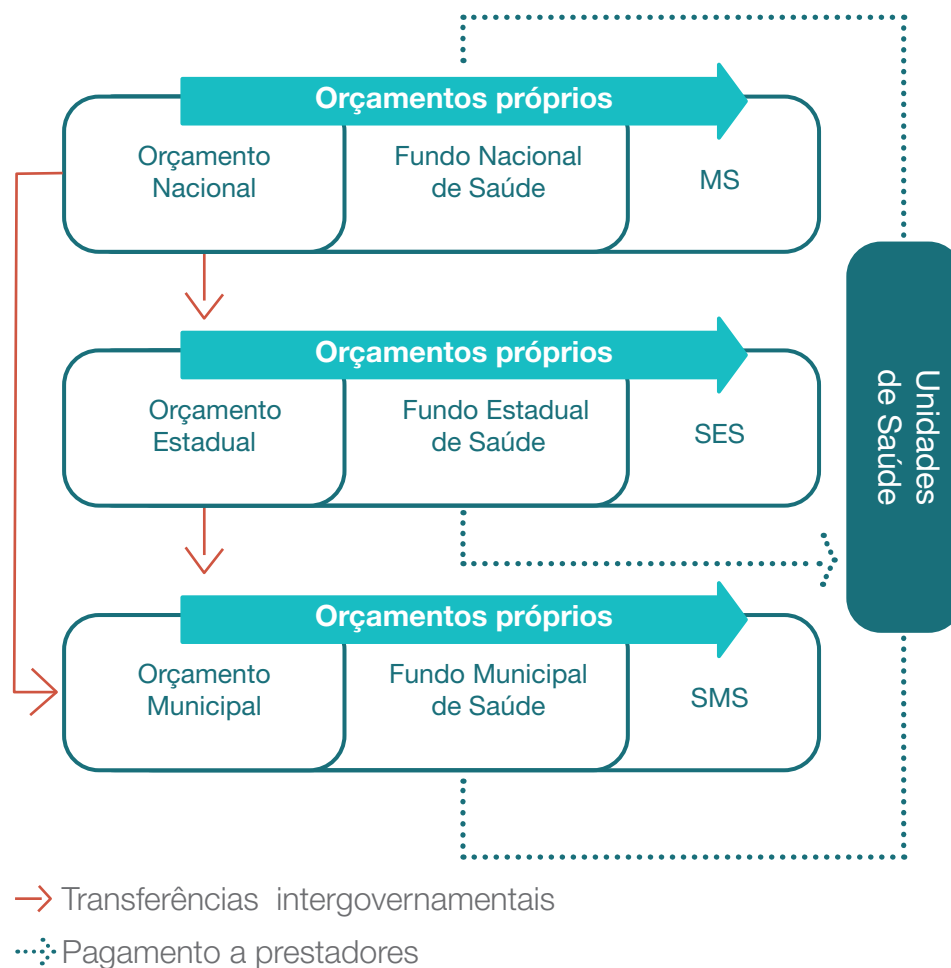 Orçamentos próprios
Orçamento
Nacional
Fundo Nacional
de Saúde
MS
Orçamentos próprios
Orçamento
Estadual
Fundo Estadual
de Saúde
SES
Unidades
de Saúde
Orçamentos próprios
Orçamento
Municipal
Fundo Municipal
de Saúde
SMS
Transferências intergovernamentais
Pagamento a prestadores